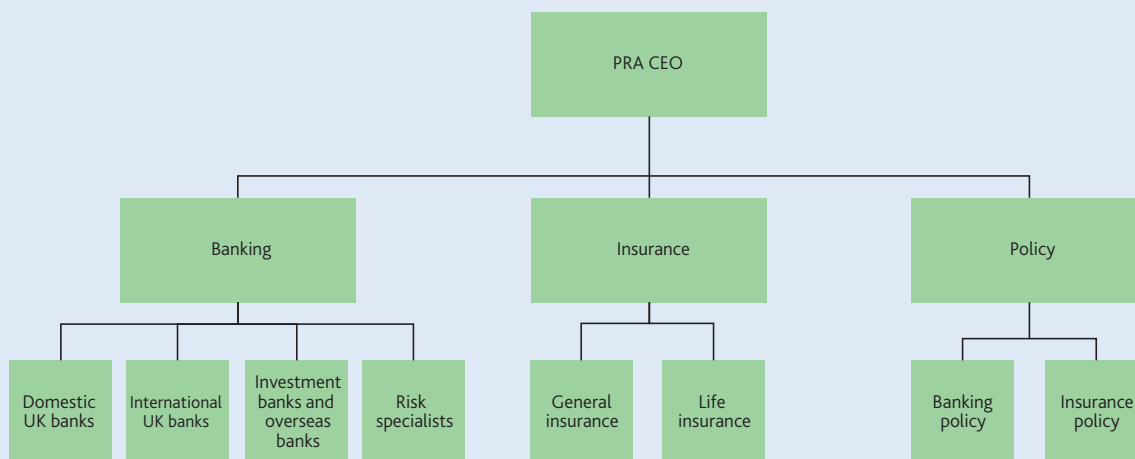 PRA CEO
Banking
Insurance
Policy
Domestic
UK banks
International
UK banks
Investment
banks and
overseas
banks
Risk
specialists
General
insurance
Life
insurance
Banking
policy
Insurance
policy